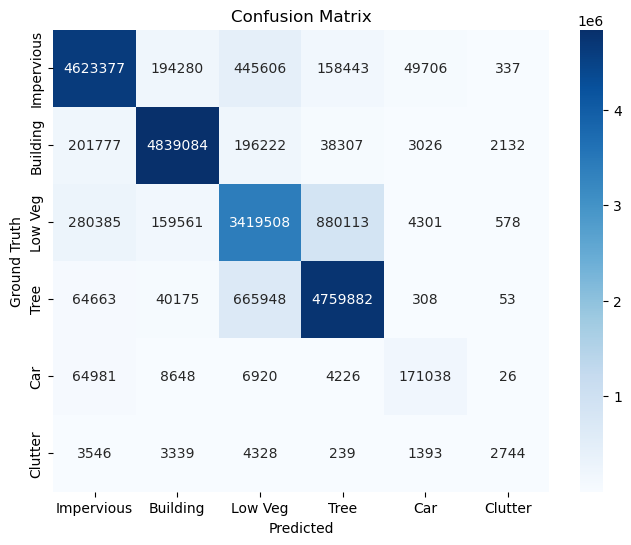 Confusion Matrix
1e6
Impervious 4623377 194280 445606 158443 49706 337
Building 201777 4839084 196222 38307 3026 2132
Low Veg 280385 159561 3419508 880113 4301 578
Tree 64663 40175 665948 4759882 308 53
Car 64981 8648 6920 4226 171038 26
Clutter 3546 3339 4328 239 1393 2744
Ground Truth
Impervious Building Low Veg Tree Car Clutter
Predicted
4
3
2
1